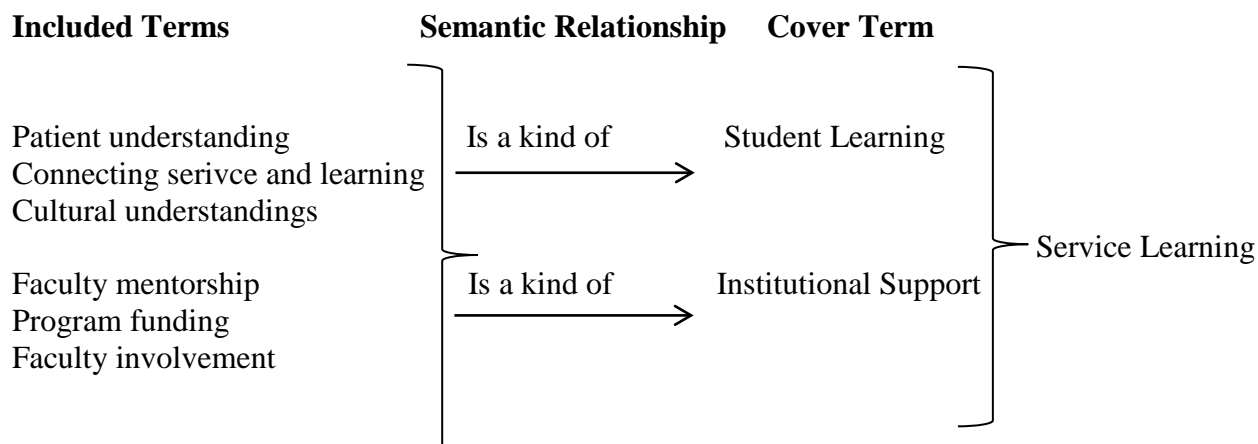 Included Terms Semantic Relationship Cover Term
Patient understanding Is a kind of Student Learning
Connecting serivce and learning
Cultural understandings
Service Learning
Faculty mentorship Is a kind of Institutional Support
Program funding
Faculty involvement